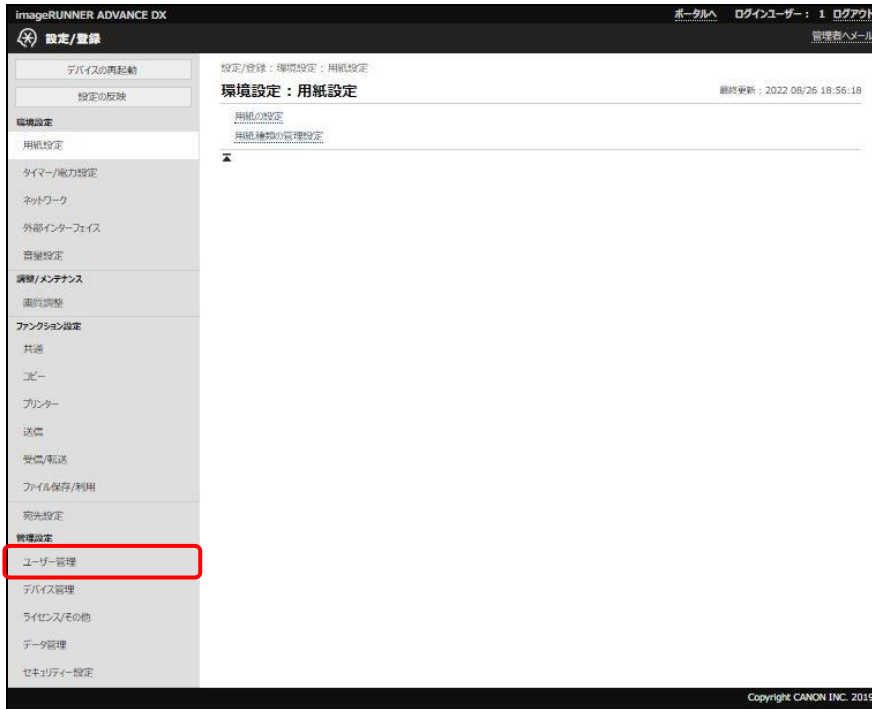 imageRUNNER ADVANCE DX
ポータルへ ログインユーザー： 1 ログアウト
設定/登録
管理者へメール
デバイスの再起動
設定の反映
設定/登録 : 環境設定 : 用紙設定
環境設定 : 用紙設定
最終更新 : 2022 08/26 18:56:18
用紙の設定
用紙種類の管理設定
環境設定
用紙設定
タイマー/電力設定
ネットワーク
外部インターフェイス
音量設定
調整/メンテナンス
画質調整
ファンクション設定
共通
コピー
プリンター
送信
受信/転送
ファイル保存/利用
宛先設定
管理設定
ユーザー管理
デバイス管理
ライセンス/その他
データ管理
セキュリティー設定
Copyright CANON INC. 2019